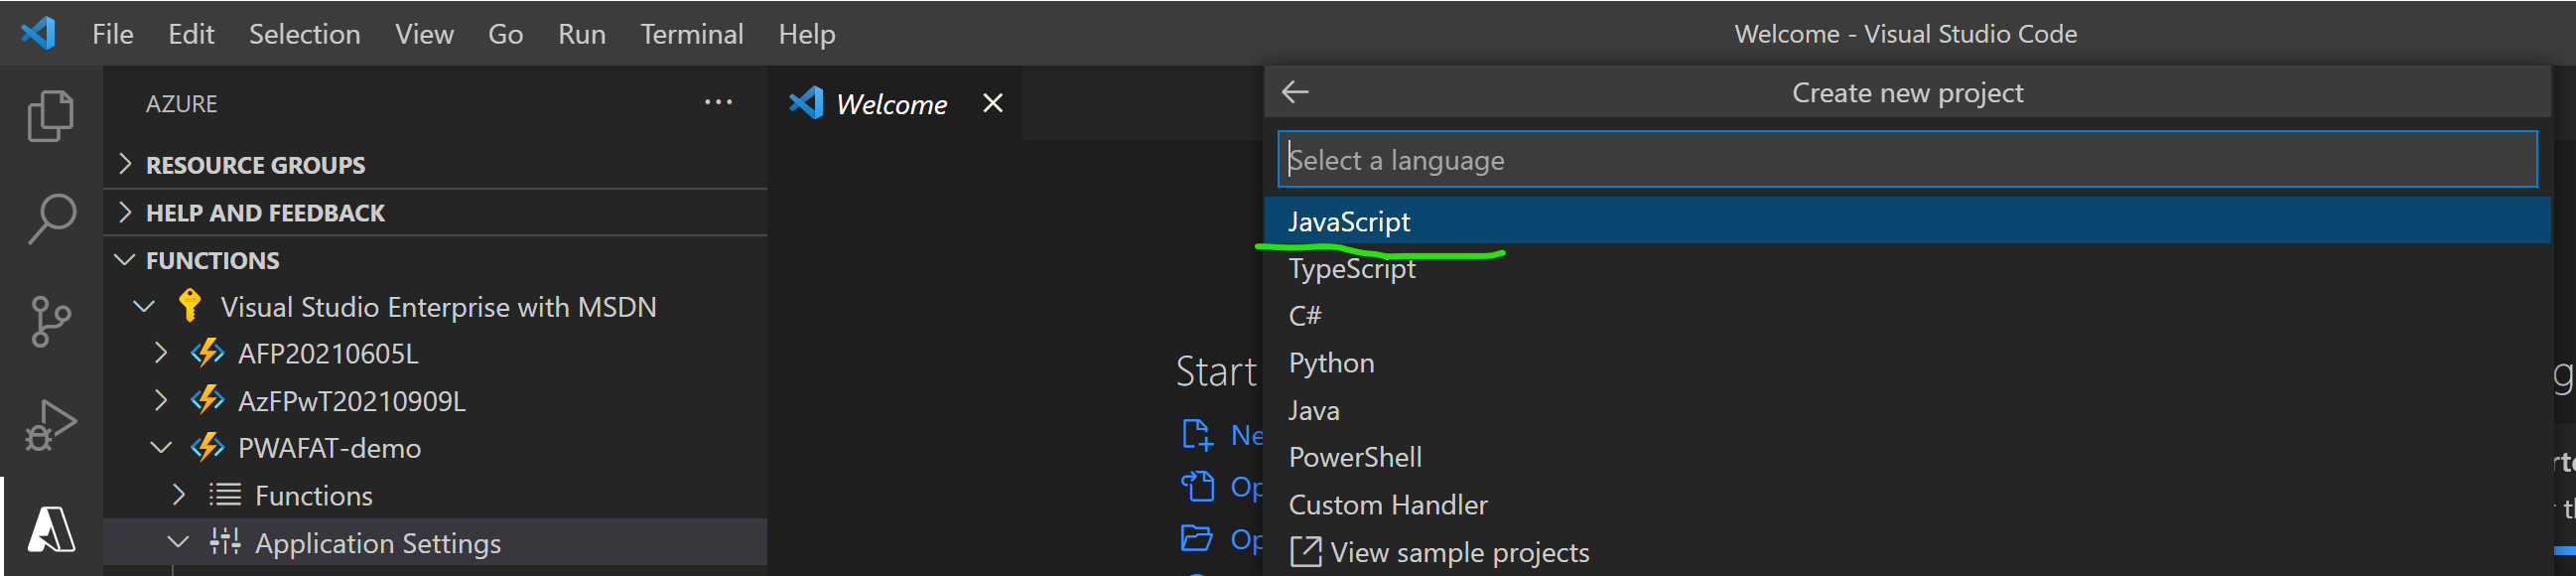 File Edit Selection View Go Run Terminal Help
Welcome - Visual Studio Code
AZURE
RESOURCE GROUPS
HELP AND FEEDBACK
FUNCTIONS
Visual Studio Enterprise with MSDN
AFP20210605L
AzFPwT20210909L
PWAFAT-demo
Functions
Application Settings
Welcome
Start
Ne
Op
Op
Create new project
Select a language
JavaScript
TypeScript
C#
Python
Java
PowerShell
Custom Handler
View sample projects